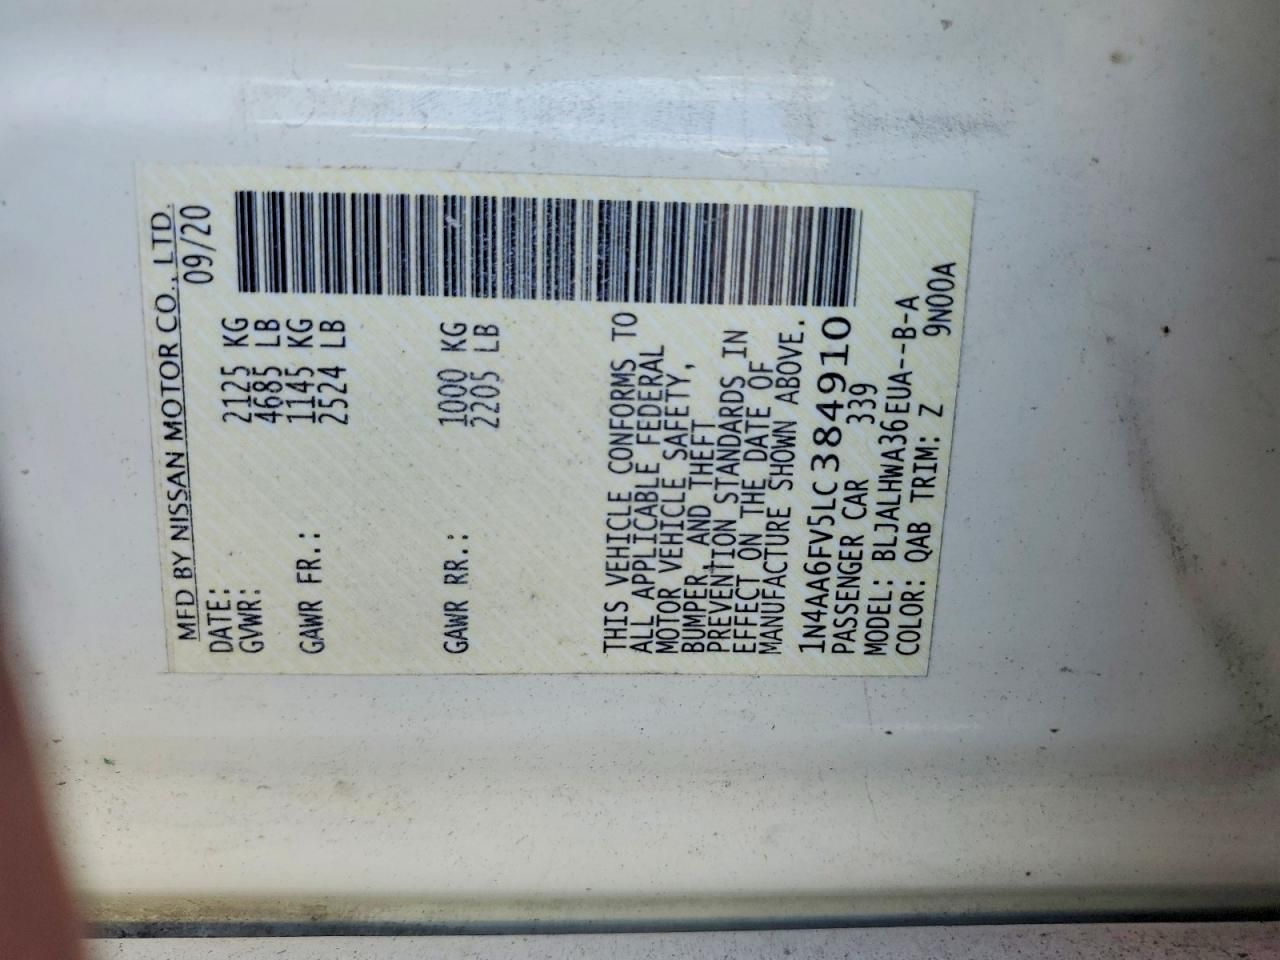 MFD BY NISSAN MOTOR CO., LTD.
DATE: 09/20
GVWR: 2125 KG
4685 LB
GAWR FR.: 1145 KG
2524 LB
GAWR RR.: 1000 KG
2205 LB
THIS VEHICLE CONFORMS TO
ALL APPLICABLE FEDERAL
MOTOR VEHICLE SAFETY,
BUMPER, AND THEFT
PREVENTION STANDARDS IN
EFFECT ON THE DATE OF
MANUFACTURE SHOWN ABOVE.
1N4AA6FV5LC384910
PASSENGER CAR 339
MODEL: BLJALHWA36EUA--B-A
COLOR: QAB TRIM: Z 9N00A